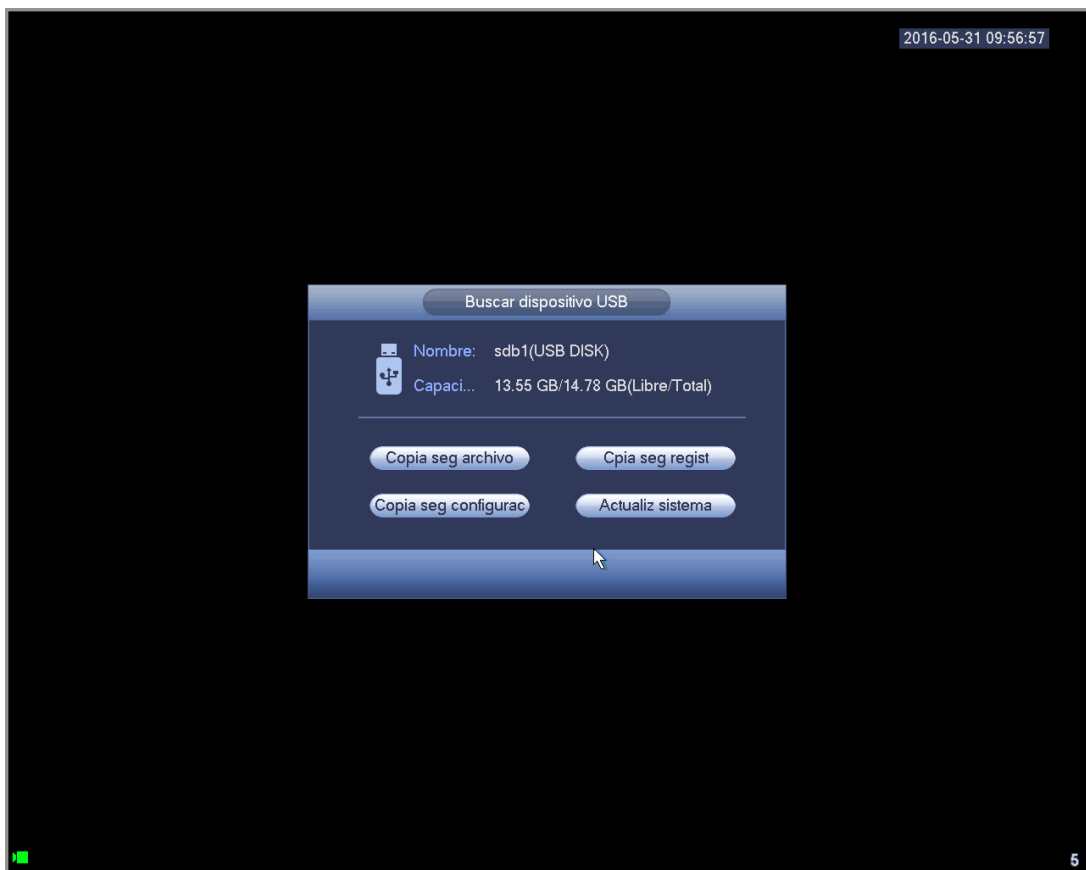 2016-05-31 09:56:57
Buscar dispositivo USB
Nombre: sdb1(USB DISK)
Capaci... 13.55 GB/14.78 GB(Libre/Total)
Copia seg archivo Cpia seg regist
Copia seg configurac Actualiz sistema
5